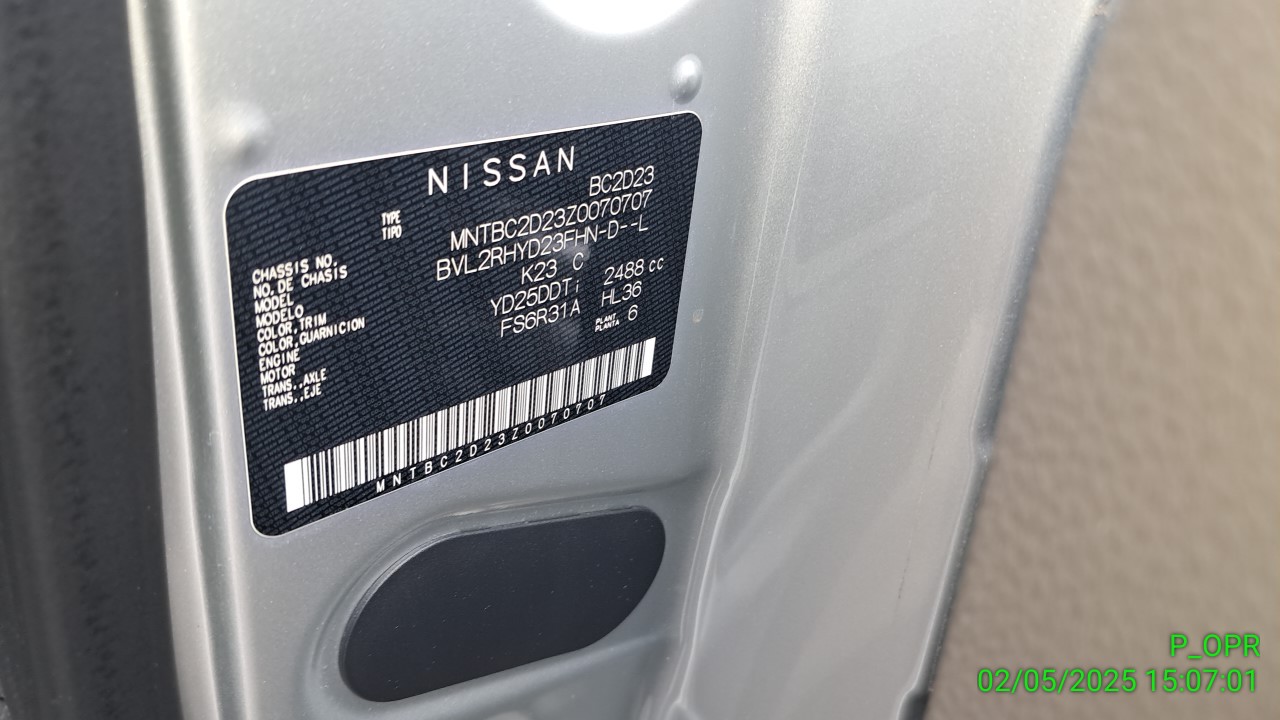 NISSAN
TYPE BC2D23
TIPO
CHASSIS NO. MNTBC2D23Z0070707
NO. DE CHASIS
MODEL BVL2RHYD23FHN-D--L
MODELO
COLOR,TRIM K23 C
COLOR,GUARNICION
ENGINE YD25DDTi 2488 cc
MOTOR
TRANS.,AXLE FS6R31A HL36
TRANS.,EJE
PLANT 6
PLANTA
MNTBC2D23Z0070707
P_OPR
02/05/2025 15:07:01